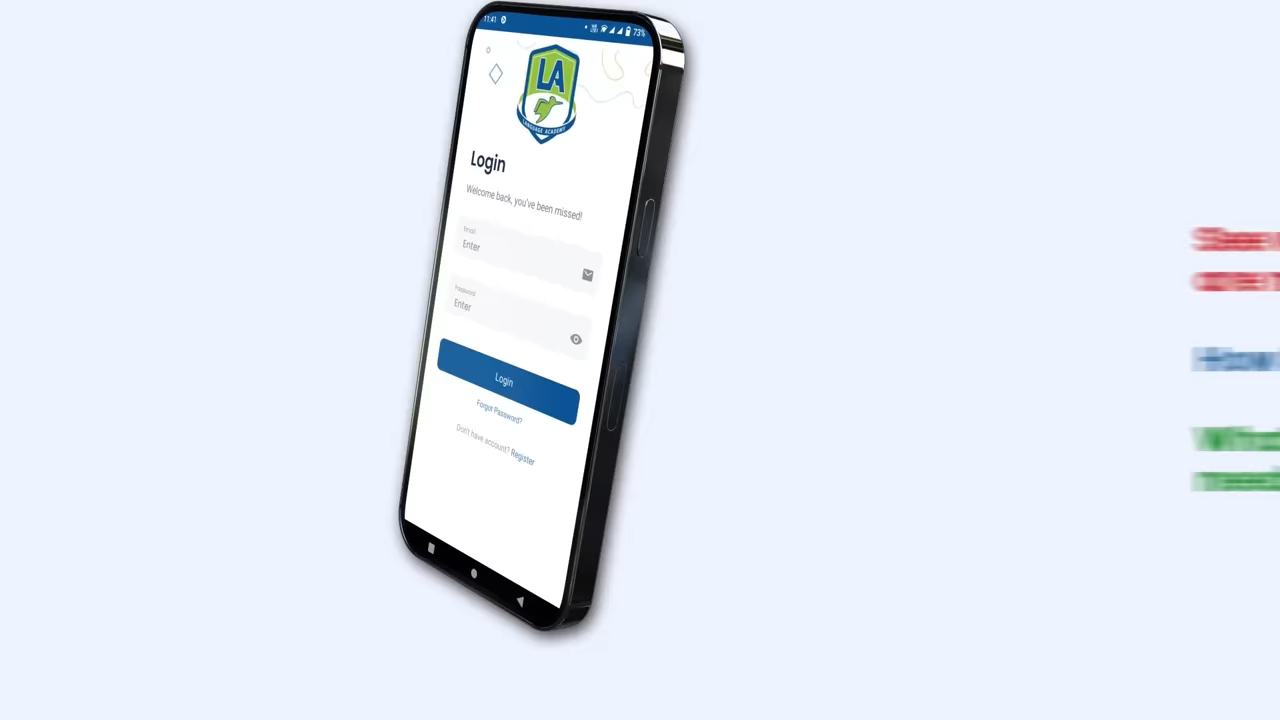 11:41
73%
LA
LANGUAGE ACADEMY
Login
Welcome back, you've been missed!
Email
Enter
Password
Enter
Login
Forgot Password?
Don't have account? Register